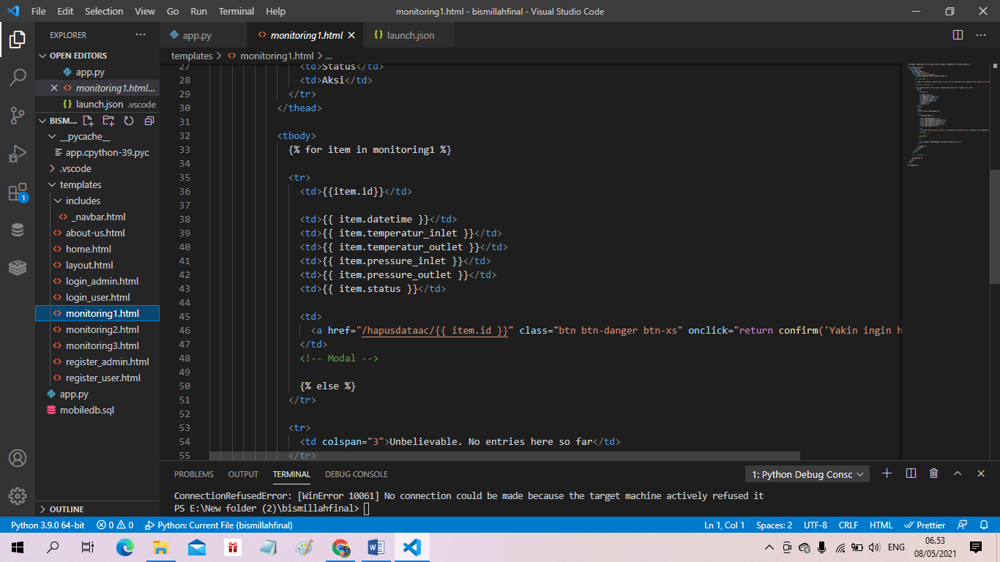 File Edit Selection View Go Run Terminal Help
monitoring1.html - bismillahfinal - Visual Studio Code
EXPLORER
OPEN EDITORS
app.py
monitoring1.html...
launch.json .vscode
BISM...
__pycache__
app.cpython-39.pyc
.vscode
templates
includes
_navbar.html
about-us.html
home.html
layout.html
login_admin.html
login_user.html
monitoring1.html
monitoring2.html
monitoring3.html
register_admin.html
register_user.html
app.py
mobiledb.sql
OUTLINE
1
app.py monitoring1.html launch.json
templates > monitoring1.html > ...
27 <td>Status</td>
28 <td>Aksi</td>
29 </tr>
30 </thead>
31
32 <tbody>
33 {% for item in monitoring1 %}
34
35 <tr>
36 <td>{{item.id}}</td>
37
38 <td>{{ item.datetime }}</td>
39 <td>{{ item.temperatur_inlet }}</td>
40 <td>{{ item.temperatur_outlet }}</td>
41 <td>{{ item.pressure_inlet }}</td>
42 <td>{{ item.pressure_outlet }}</td>
43 <td>{{ item.status }}</td>
44
45 <td>
46 <a href="/hapusdataac/{{ item.id }}" class="btn btn-danger btn-xs" onclick="return confirm('Yakin ingin h
47 </td>
48 <!-- Modal -->
49
50 {% else %}
51 </tr>
52
53 <tr>
54 <td colspan="3">Unbelievable. No entries here so far</td>
55 </tr>
PROBLEMS OUTPUT TERMINAL DEBUG CONSOLE
1: Python Debug Consc
ConnectionRefusedError: [WinError 10061] No connection could be made because the target machine actively refused it
PS E:\New folder (2)\bismillahfinal>
Python 3.9.0 64-bit 0 0 Python: Current File (bismillahfinal)
Ln 1, Col 1 Spaces: 2 UTF-8 CRLF HTML Prettier
ENG
06.53
08/05/2021